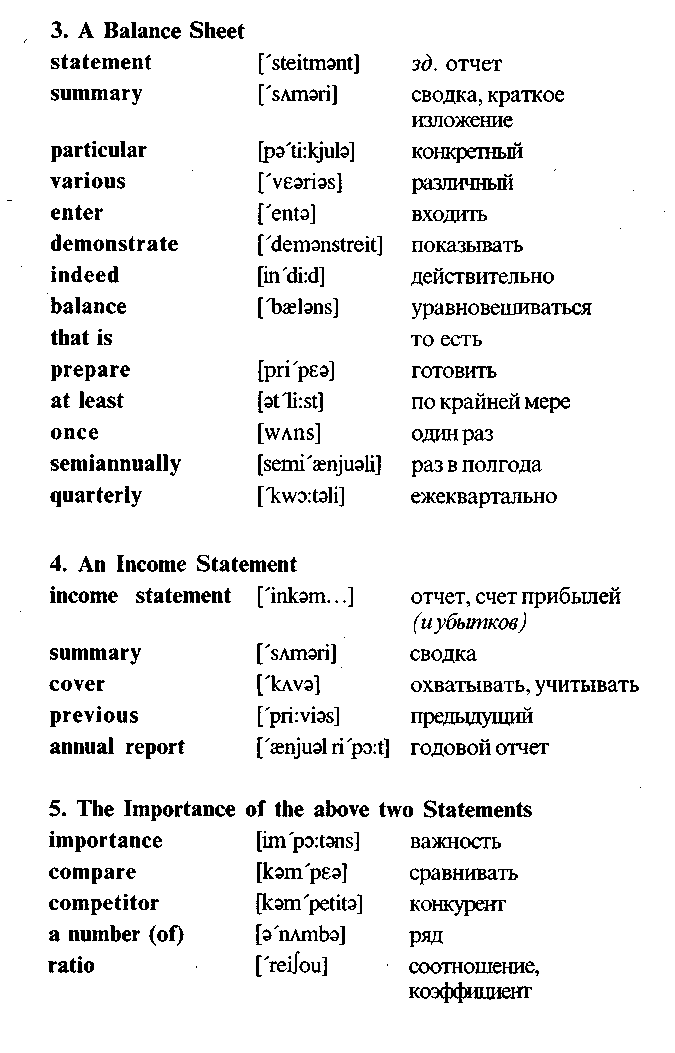 3. A Balance Sheet
statement [ˊsteitmənt] зд. отчет
summary [ˊsʌməri] сводка, краткое
изложение
particular [pəˊti:kjulə] конкретный
various [ˊvɛəriəs] различный
enter [ˊentə] входить
demonstrate [ˊdemənstreit] показывать
indeed [inˊdi:d] действительно
balance [ˊbæləns] уравновешиваться
that is то есть
prepare [priˊpɛə] готовить
at least [ətˊli:st] по крайней мере
once [wʌns] один раз
semiannually [semiˊænjuəli] раз в полгода
quarterly [ˊkwɔ:təli] ежеквартально
4. An Income Statement
income statement [ˊinkəm...] отчет, счет прибылей
(и убытков)
summary [ˊsʌməri] сводка
cover [ˊkʌvə] охватывать, учитывать
previous [ˊpri:viəs] предыдущий
annual report [ˊænjuəl riˊpɔ:t] годовой отчет
5. The Importance of the above two Statements
importance [imˊpɔ:təns] важность
compare [kəmˊpɛə] сравнивать
competitor [kəmˊpetitə] конкурент
a number (of) [əˊnʌmbə] ряд
ratio [ˊreiʃou] соотношение,
коэффициент